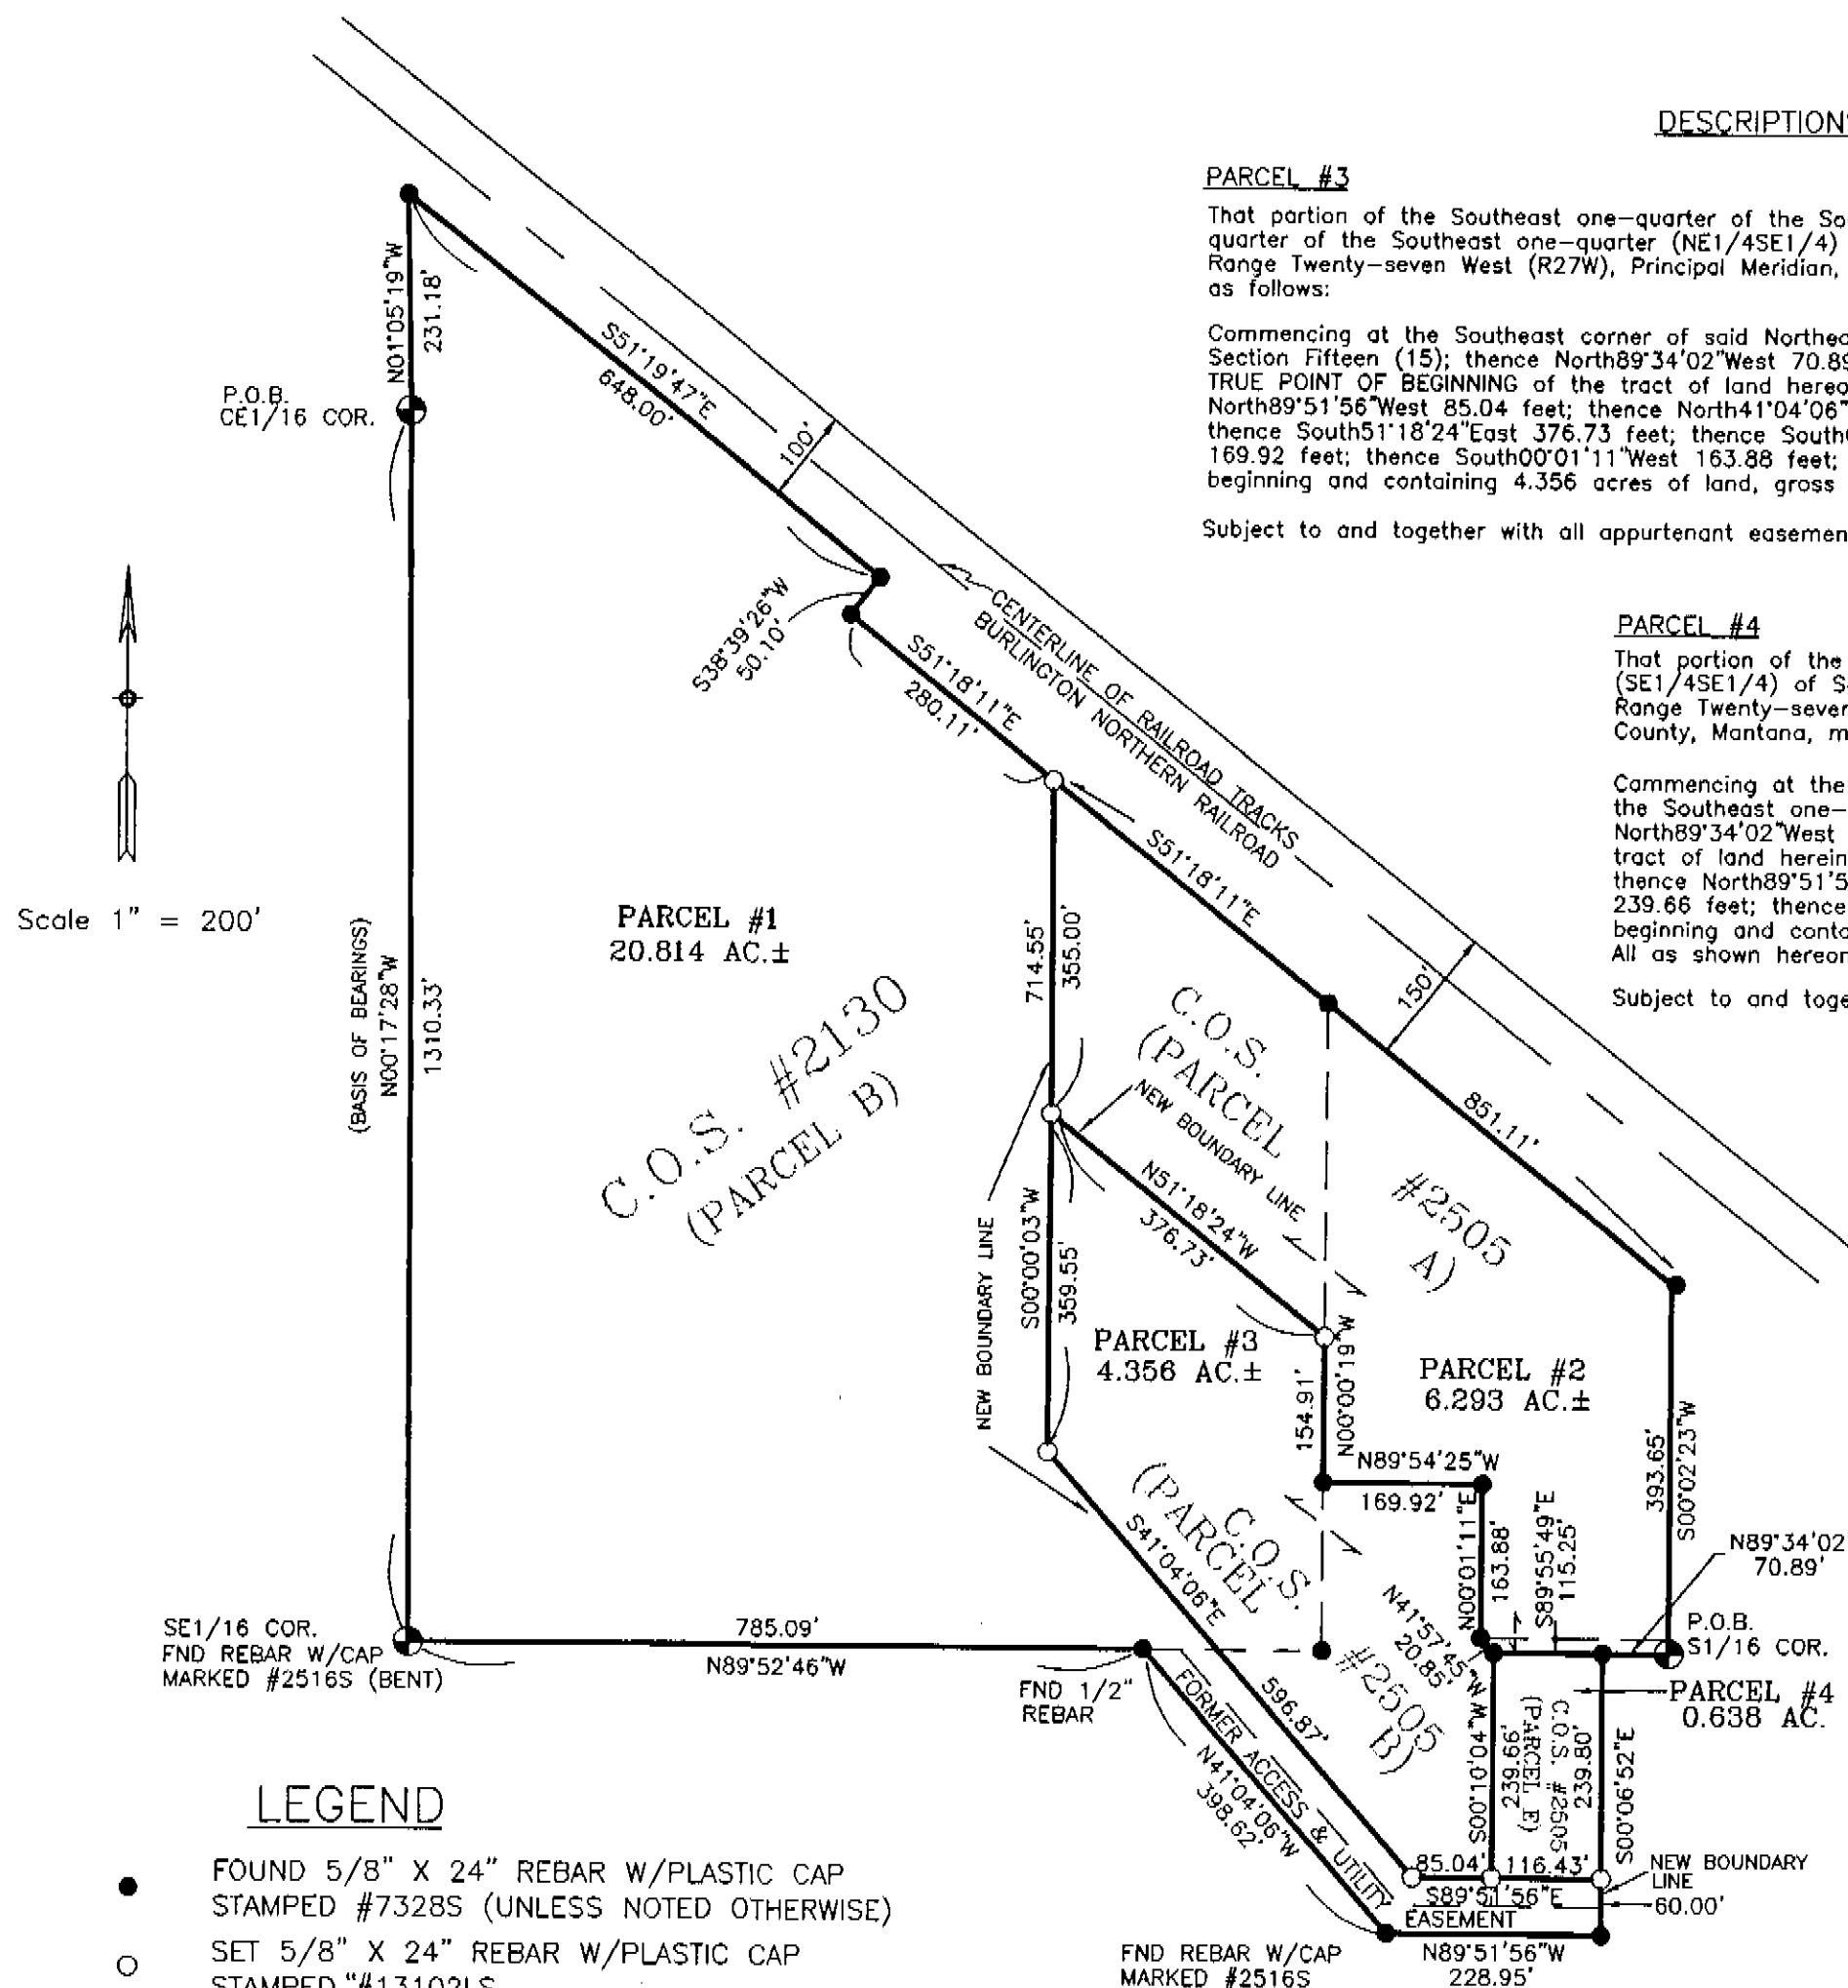 DESCRIPTION
PARCEL #3
That portion of the Southeast one-quarter of the So
quarter of the Southeast one-quarter (NE1/4SE1/4)
Range Twenty-seven West (R27W), Principal Meridian,
as follows:
Commencing at the Southeast corner of said Northea
Section Fifteen (15); thence North89°34'02"West 70.89
TRUE POINT OF BEGINNING of the tract of land hereo
North89°51'56"West 85.04 feet; thence North41°04'06"
thence South51°18'24"East 376.73 feet; thence South
169.92 feet; thence South00°01'11"West 163.88 feet;
beginning and containing 4.356 acres of land, gross
Subject to and together with all appurtenant easemen
PARCEL #4
That portion of the
(SE1/4SE1/4) of S
Range Twenty-seven
County, Mantana, m
Commencing at the
the Southeast one-
North89°34'02"West
tract of land herein
thence North89°51'5
239.66 feet; thence
beginning and conta
All as shown hereon
Subject to and toge
N01°05'19"W
231.18'
P.O.B.
CE1/16 COR.
S51°19'47"E
648.00'
100'
S38°39'26"W
50.10'
S51°18'11"E
280.11'
CENTERLINE OF RAILROAD TRACKS
BURLINGTON NORTHERN RAILROAD
S51°18'11"E
851.11'
150'
Scale 1" = 200'
(BASIS OF BEARINGS)
N00°17'28"W
1310.33'
PARCEL #1
20.814 AC.±
C.O.S. #2130
(PARCEL B)
714.55'
355.00'
C.O.S. #2505
(PARCEL A)
NEW BOUNDARY LINE
N51°18'24"W
376.73'
NEW BOUNDARY LINE
S00°00'03"W
359.55'
PARCEL #3
4.356 AC.±
154.91'
N00°00'19"W
PARCEL #2
6.293 AC.±
N89°54'25"W
169.92'
N00°01'11"E
163.88'
S89°55'49"E
115.25'
393.65'
S00°02'23"W
N89°34'02
70.89'
P.O.B.
S1/16 COR.
C.O.S. #2505
(PARCEL B)
S41°04'06"E
596.87'
N41°57'45"W
20.85'
PARCEL #4
0.638 AC.
SE1/16 COR.
FND REBAR W/CAP
MARKED #2516S (BENT)
785.09'
N89°52'46"W
FND 1/2"
REBAR
FORMER ACCESS & UTILITY
EASEMENT
N41°04'06"W
398.62'
S00°10'04"W
239.66'
C.O.S. #2505
(PARCEL E)
239.80'
S00°06'52"E
85.04'
116.43'
S89°51'56"E
NEW BOUNDARY
LINE
60.00'
FND REBAR W/CAP
MARKED #2516S
N89°51'56"W
228.95'
LEGEND
FOUND 5/8" X 24" REBAR W/PLASTIC CAP
STAMPED #7328S (UNLESS NOTED OTHERWISE)
SET 5/8" X 24" REBAR W/PLASTIC CAP
STAMPED "#13102LS